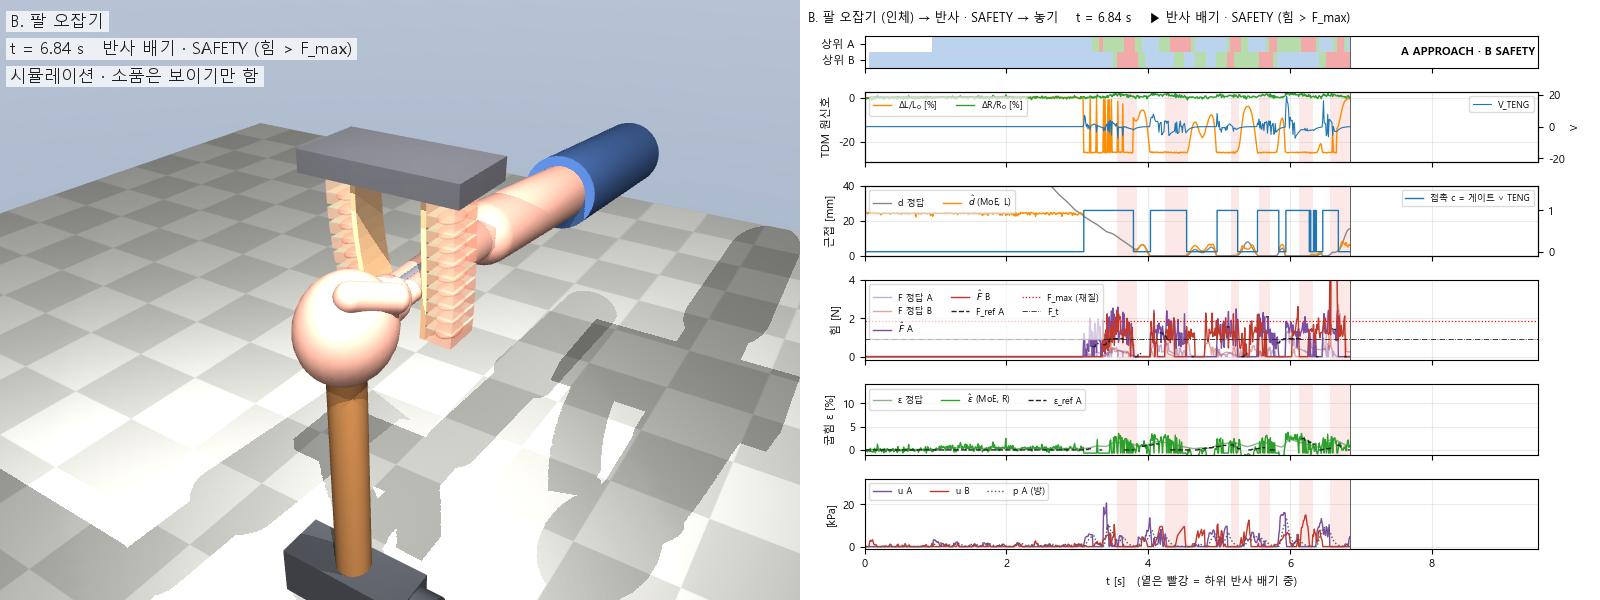 B. 팔 오잡기
t = 6.84 s 반사 배기 · SAFETY (힘 > F_max)
시뮬레이션 · 소품은 보이기만 함
B. 팔 오잡기 (인체) → 반사 · SAFETY → 놓기 t = 6.84 s ▶ 반사 배기 · SAFETY (힘 > F_max)
상위 A
상위 B
A APPROACH · B SAFETY
TDM 원신호
0
-20
ΔL/L₀ [%] ΔR/R₀ [%]
V_TENG
20
0
-20
V
근접 [mm]
40
20
0
d 정답 d̂ (MoE, L)
접촉 c = 게이트 ∨ TENG
1
0
힘 [N]
4
2
0
F 정답 A F̂ B F_max (재질)
F 정답 B F_ref A F_t
F̂ A
굽힘 ε [%]
10
5
0
ε 정답 ε̂ (MoE, R) ε_ref A
[kPa]
20
0
u A u B p A (방)
0 2 4 6 8
t [s] (옅은 빨강 = 하위 반사 배기 중)